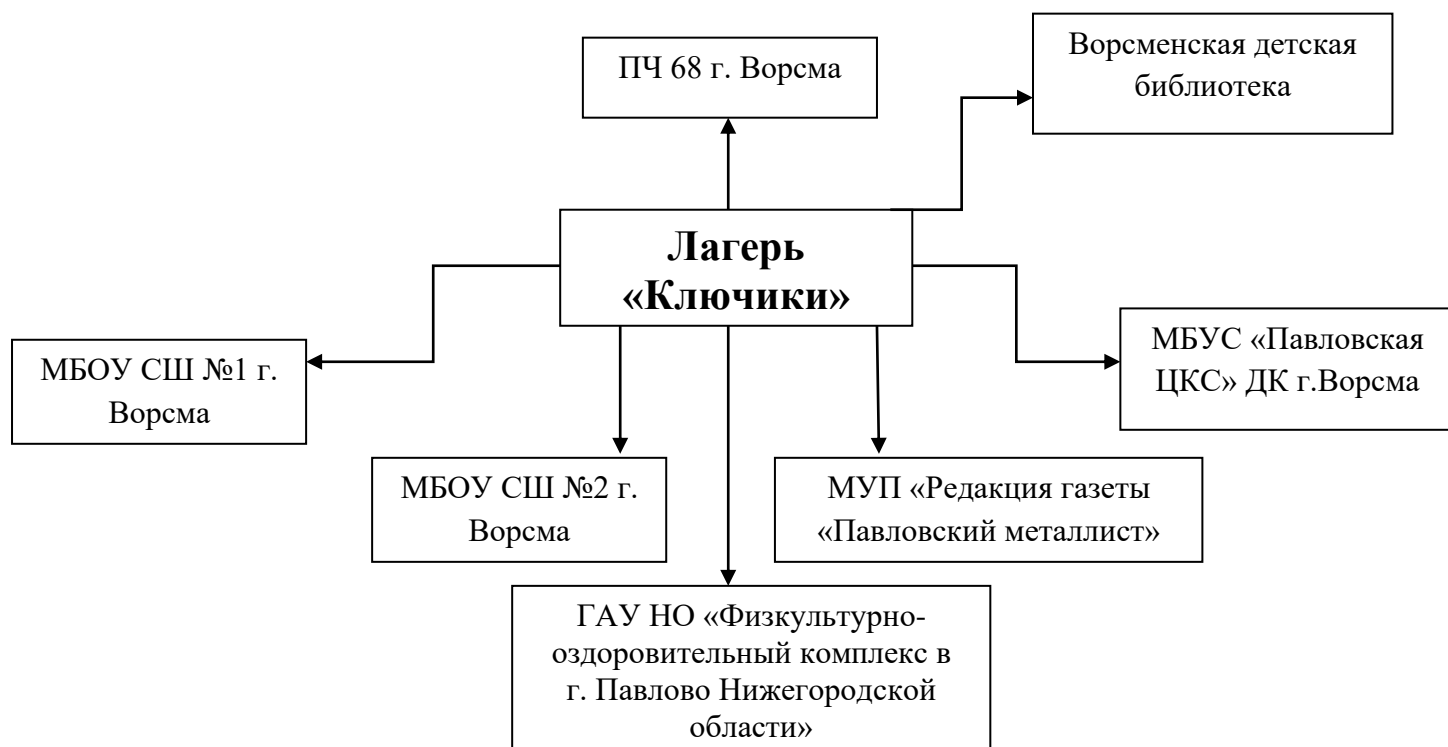 ПЧ 68 г. Ворсма
Ворсменская детская
библиотека
Лагерь
«Ключики»
МБОУ СШ №1 г.
Ворсма
МБУС «Павловская
ЦКС» ДК г.Ворсма
МБОУ СШ №2 г.
Ворсма
МУП «Редакция газеты
«Павловский металлист»
ГАУ НО «Физкультурно-
оздоровительный комплекс в
г. Павлово Нижегородской
области»